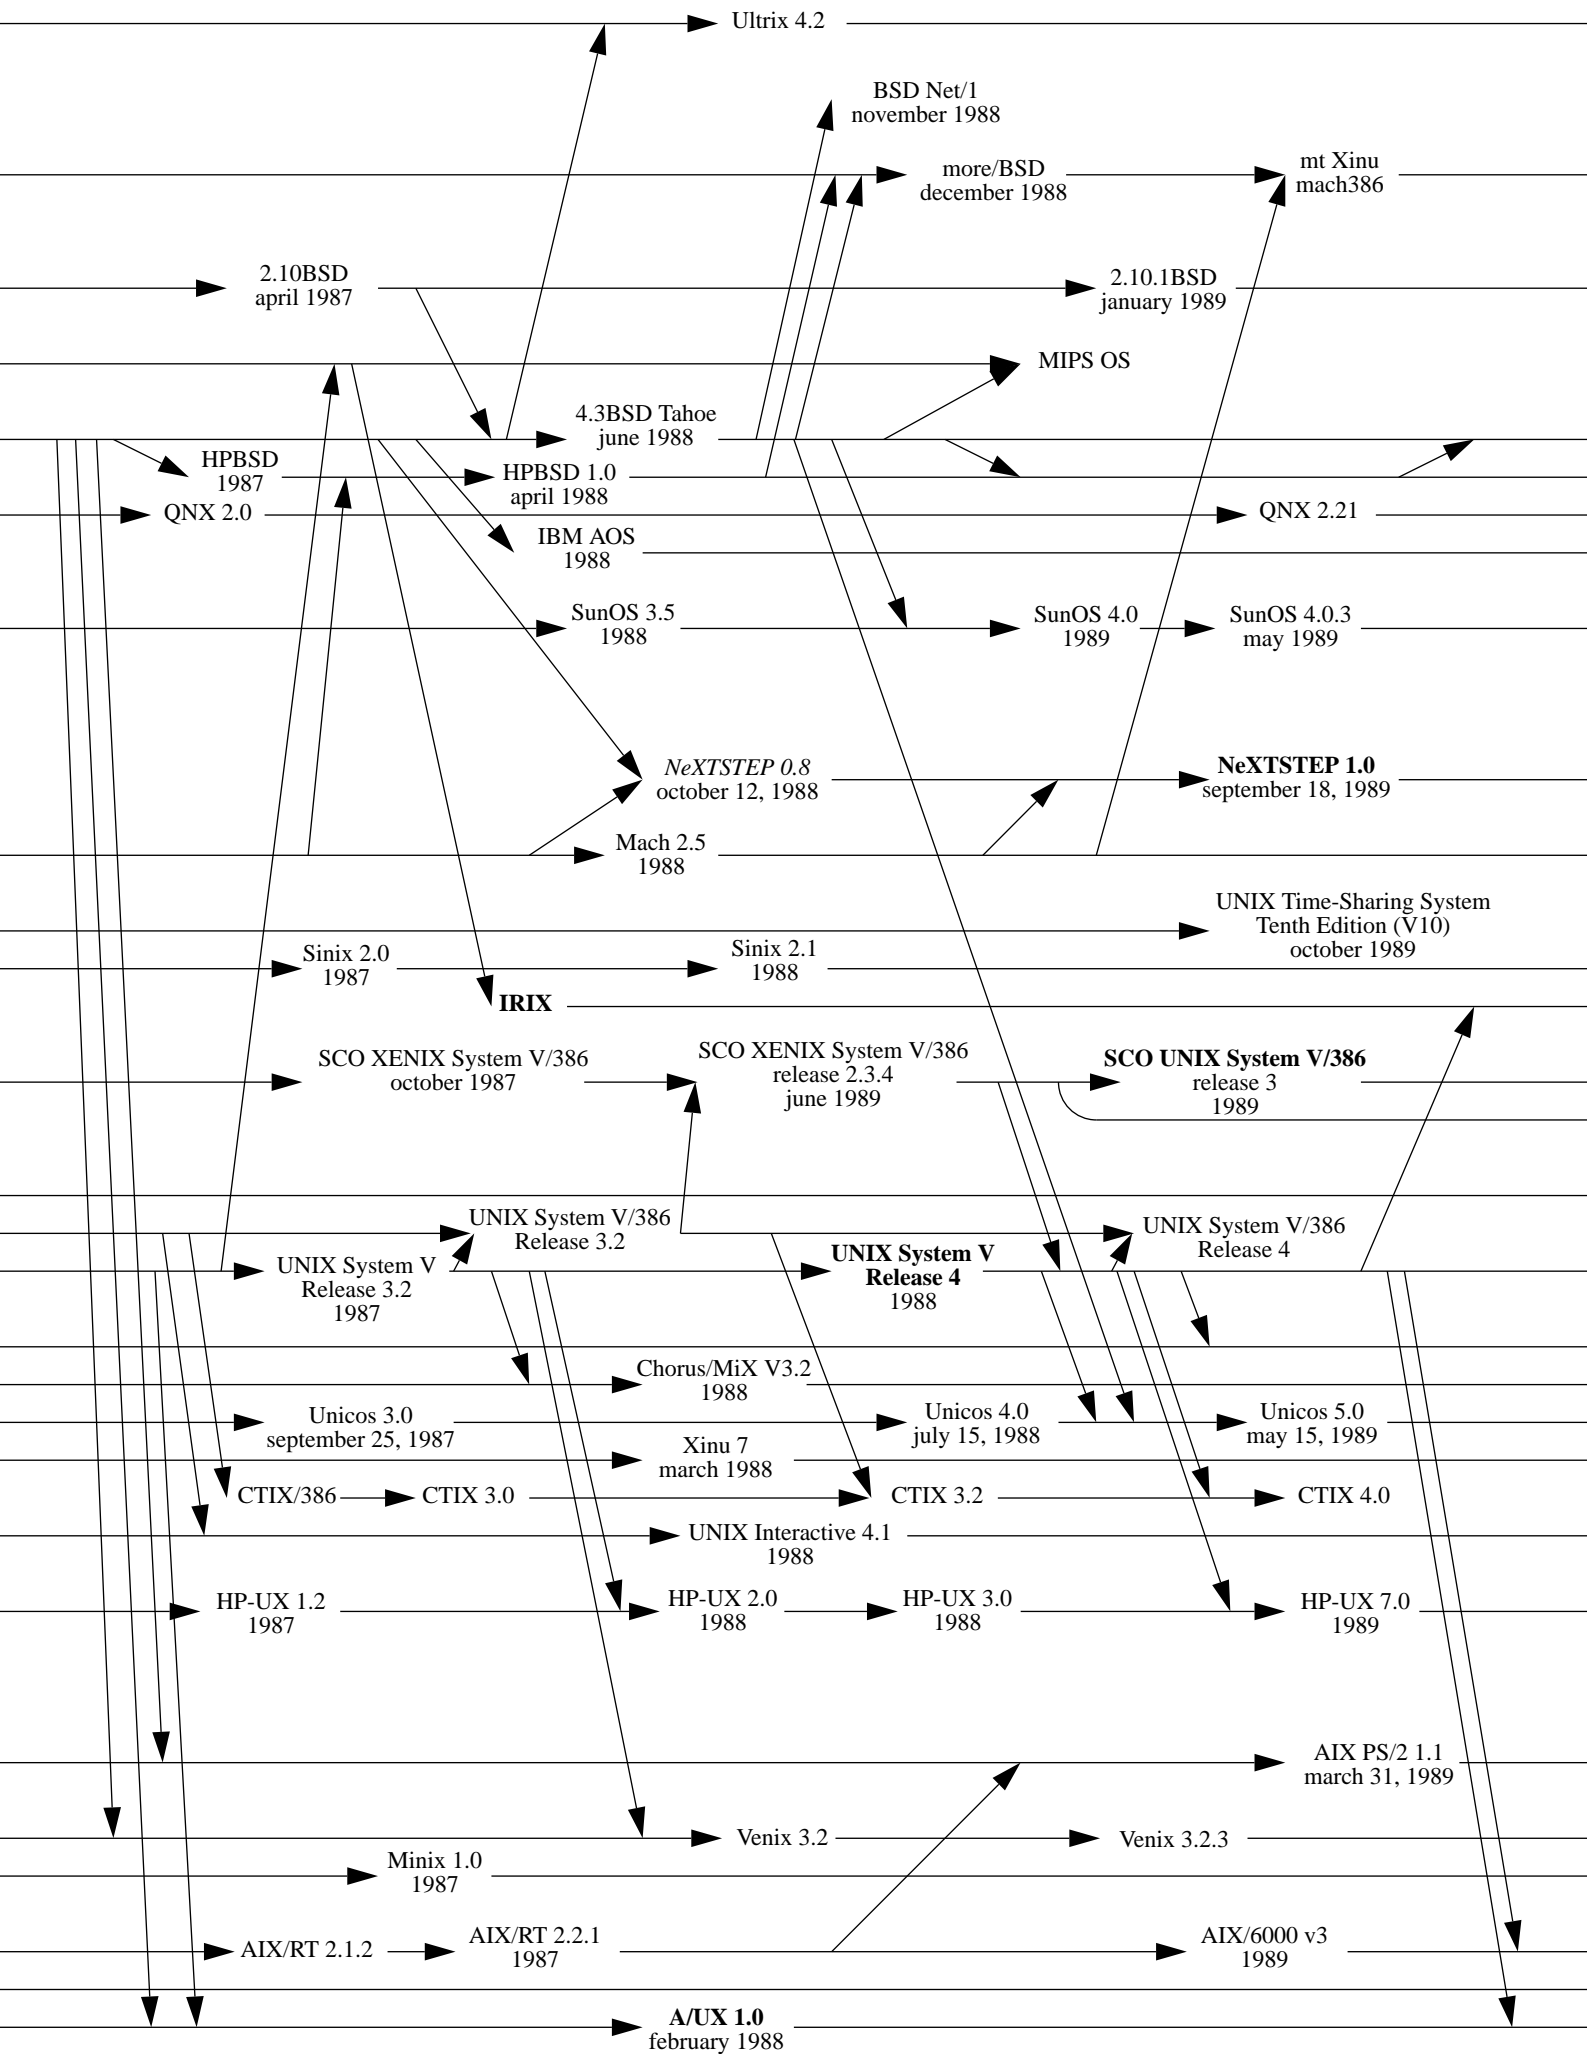 Ultrix 4.2
BSD Net/1
november 1988
more/BSD
december 1988
mt Xinu
mach386
2.10BSD
april 1987
2.10.1BSD
january 1989
MIPS OS
4.3BSD Tahoe
june 1988
HPBSD
1987
HPBSD 1.0
april 1988
QNX 2.0
QNX 2.21
IBM AOS
1988
SunOS 3.5
1988
SunOS 4.0
1989
SunOS 4.0.3
may 1989
NeXTSTEP 0.8
october 12, 1988
NeXTSTEP 1.0
september 18, 1989
Mach 2.5
1988
UNIX Time-Sharing System
Tenth Edition (V10)
october 1989
Sinix 2.0
1987
Sinix 2.1
1988
IRIX
SCO XENIX System V/386
october 1987
SCO XENIX System V/386
release 2.3.4
june 1989
SCO UNIX System V/386
release 3
1989
UNIX System V/386
Release 3.2
UNIX System V/386
Release 4
UNIX System V
Release 3.2
1987
UNIX System V
Release 4
1988
Chorus/MiX V3.2
1988
Unicos 3.0
september 25, 1987
Unicos 4.0
july 15, 1988
Unicos 5.0
may 15, 1989
Xinu 7
march 1988
CTIX/386
CTIX 3.0
CTIX 3.2
CTIX 4.0
UNIX Interactive 4.1
1988
HP-UX 1.2
1987
HP-UX 2.0
1988
HP-UX 3.0
1988
HP-UX 7.0
1989
AIX PS/2 1.1
march 31, 1989
Venix 3.2
Venix 3.2.3
Minix 1.0
1987
AIX/RT 2.1.2
AIX/RT 2.2.1
1987
AIX/6000 v3
1989
A/UX 1.0
february 1988